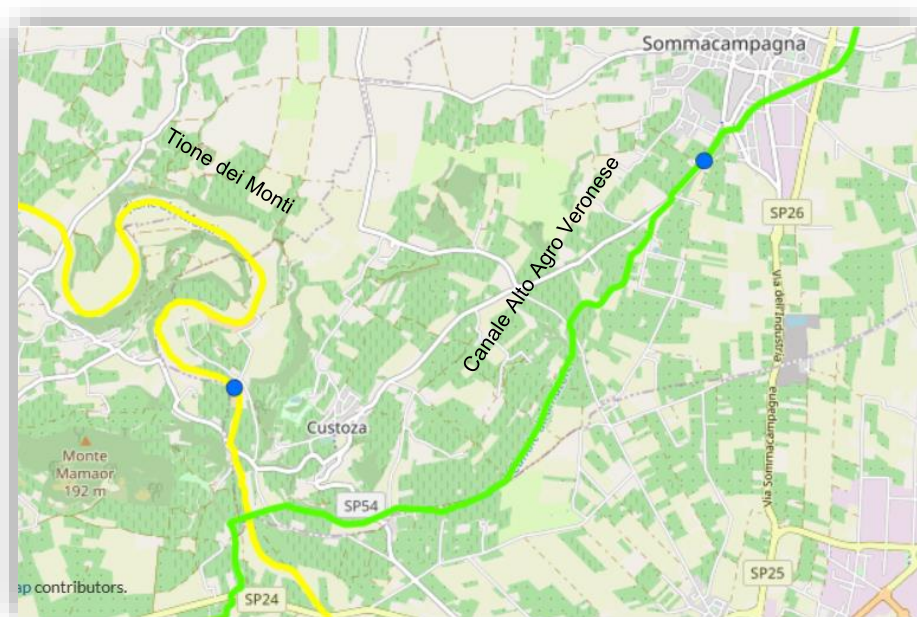 Sommacampagna
Tione dei Monti
Canale Alto Agro Veronese
SP26
Via dell'Industria
Custoza
Monte
Mamaor
192 m
Via Sommacampagna
SP54
SP25
ap contributors.
SP24